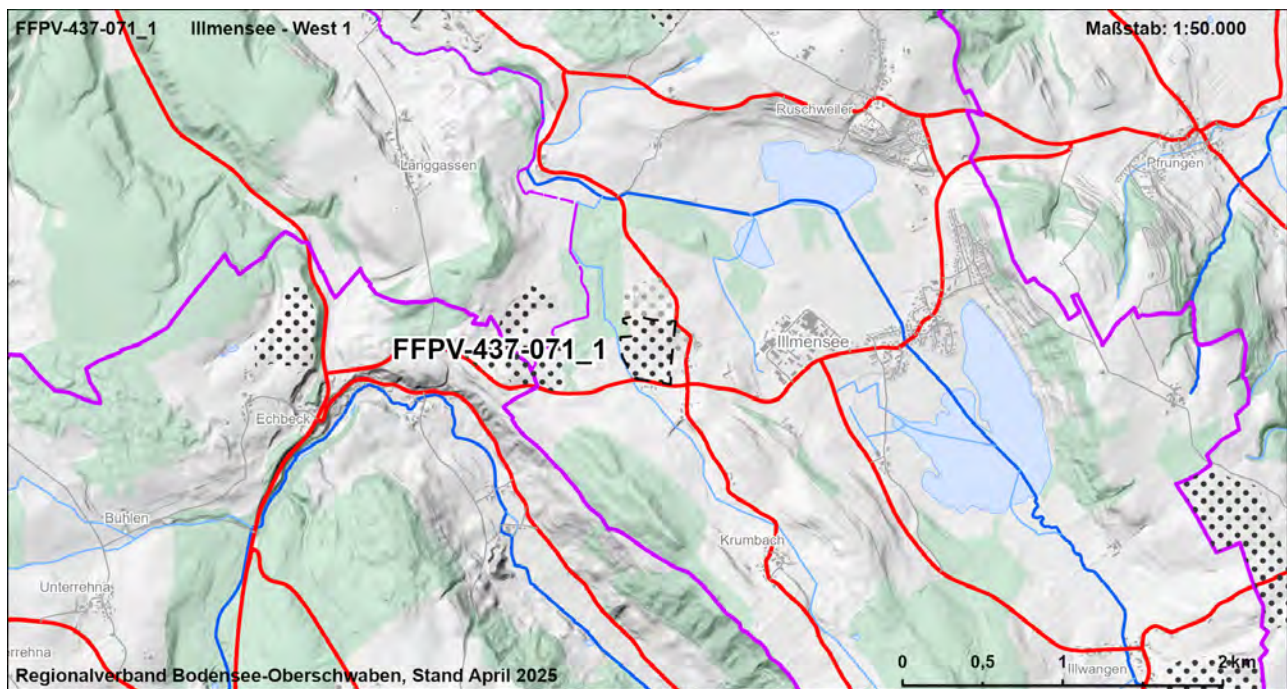 FFPV-437-071_1 Illmensee - West 1 Maßstab: 1:50.000
Ruschweiler
Langgassen
Pfrungen
Illmensee
FFPV-437-071_1
Echbeck
Buhlen
Krumbach
Unterrehna
rrehna
Illwangen
0 0,5 1 2 km
Regionalverband Bodensee-Oberschwaben, Stand April 2025